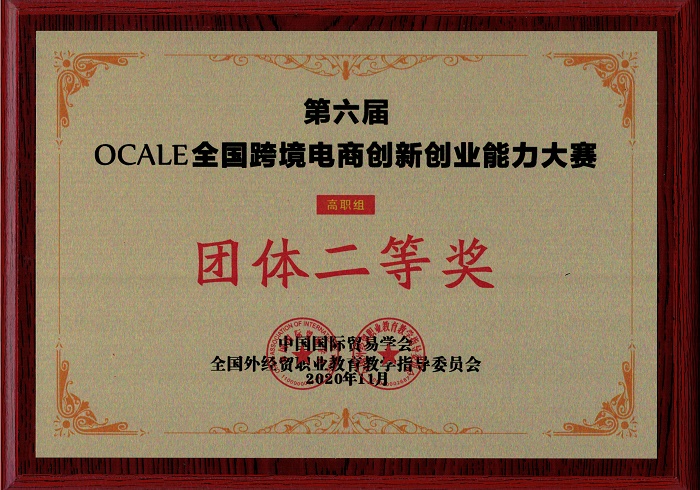 第六届
OCALE全国跨境电商创新创业能力大赛
高职组
团体二等奖
中国国际贸易学会
全国外经贸职业教育教学指导委员会
2020年11月